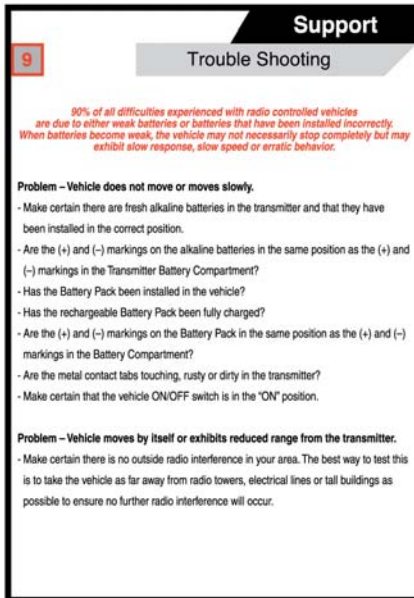 Support
9
Trouble Shooting
90% of all difficulties experienced with radio controlled vehicles
are due to either weak batteries or batteries that have been installed incorrectly.
When batteries become weak, the vehicle may not necessarily stop completely but may
exhibit slow response, slow speed or erratic behavior.
Problem – Vehicle does not move or moves slowly.
- Make certain there are fresh alkaline batteries in the transmitter and that they have
been installed in the correct position.
- Are the (+) and (–) markings on the alkaline batteries in the same position as the (+) and
(–) markings in the Transmitter Battery Compartment?
- Has the Battery Pack been installed in the vehicle?
- Has the rechargeable Battery Pack been fully charged?
- Are the (+) and (–) markings on the Battery Pack in the same position as the (+) and (–)
markings in the Battery Compartment?
- Are the metal contact tabs touching, rusty or dirty in the transmitter?
- Make certain that the vehicle ON/OFF switch is in the “ON” position.
Problem – Vehicle moves by itself or exhibits reduced range from the transmitter.
- Make certain there is no outside radio interference in your area. The best way to test this
is to take the vehicle as far away from radio towers, electrical lines or tall buildings as
possible to ensure no further radio interference will occur.